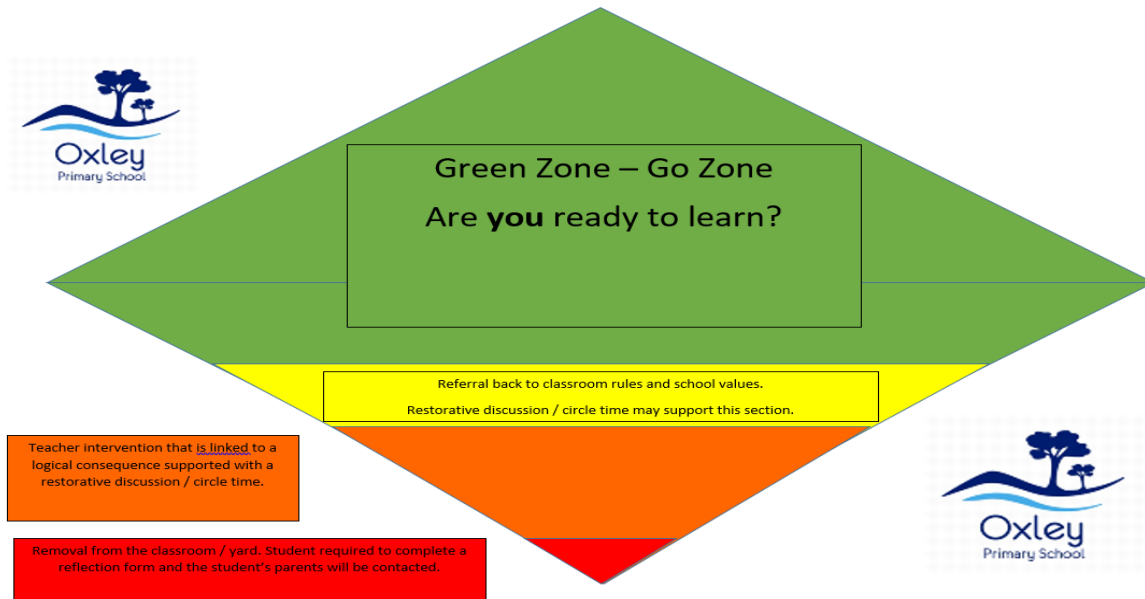 Oxley
Primary School
Green Zone – Go Zone
Are you ready to learn?
Referral back to classroom rules and school values.
Restorative discussion / circle time may support this section.
Teacher intervention that is linked to a
logical consequence supported with a
restorative discussion / circle time.
Removal from the classroom / yard. Student required to complete a
reflection form and the student's parents will be contacted.
Oxley
Primary School